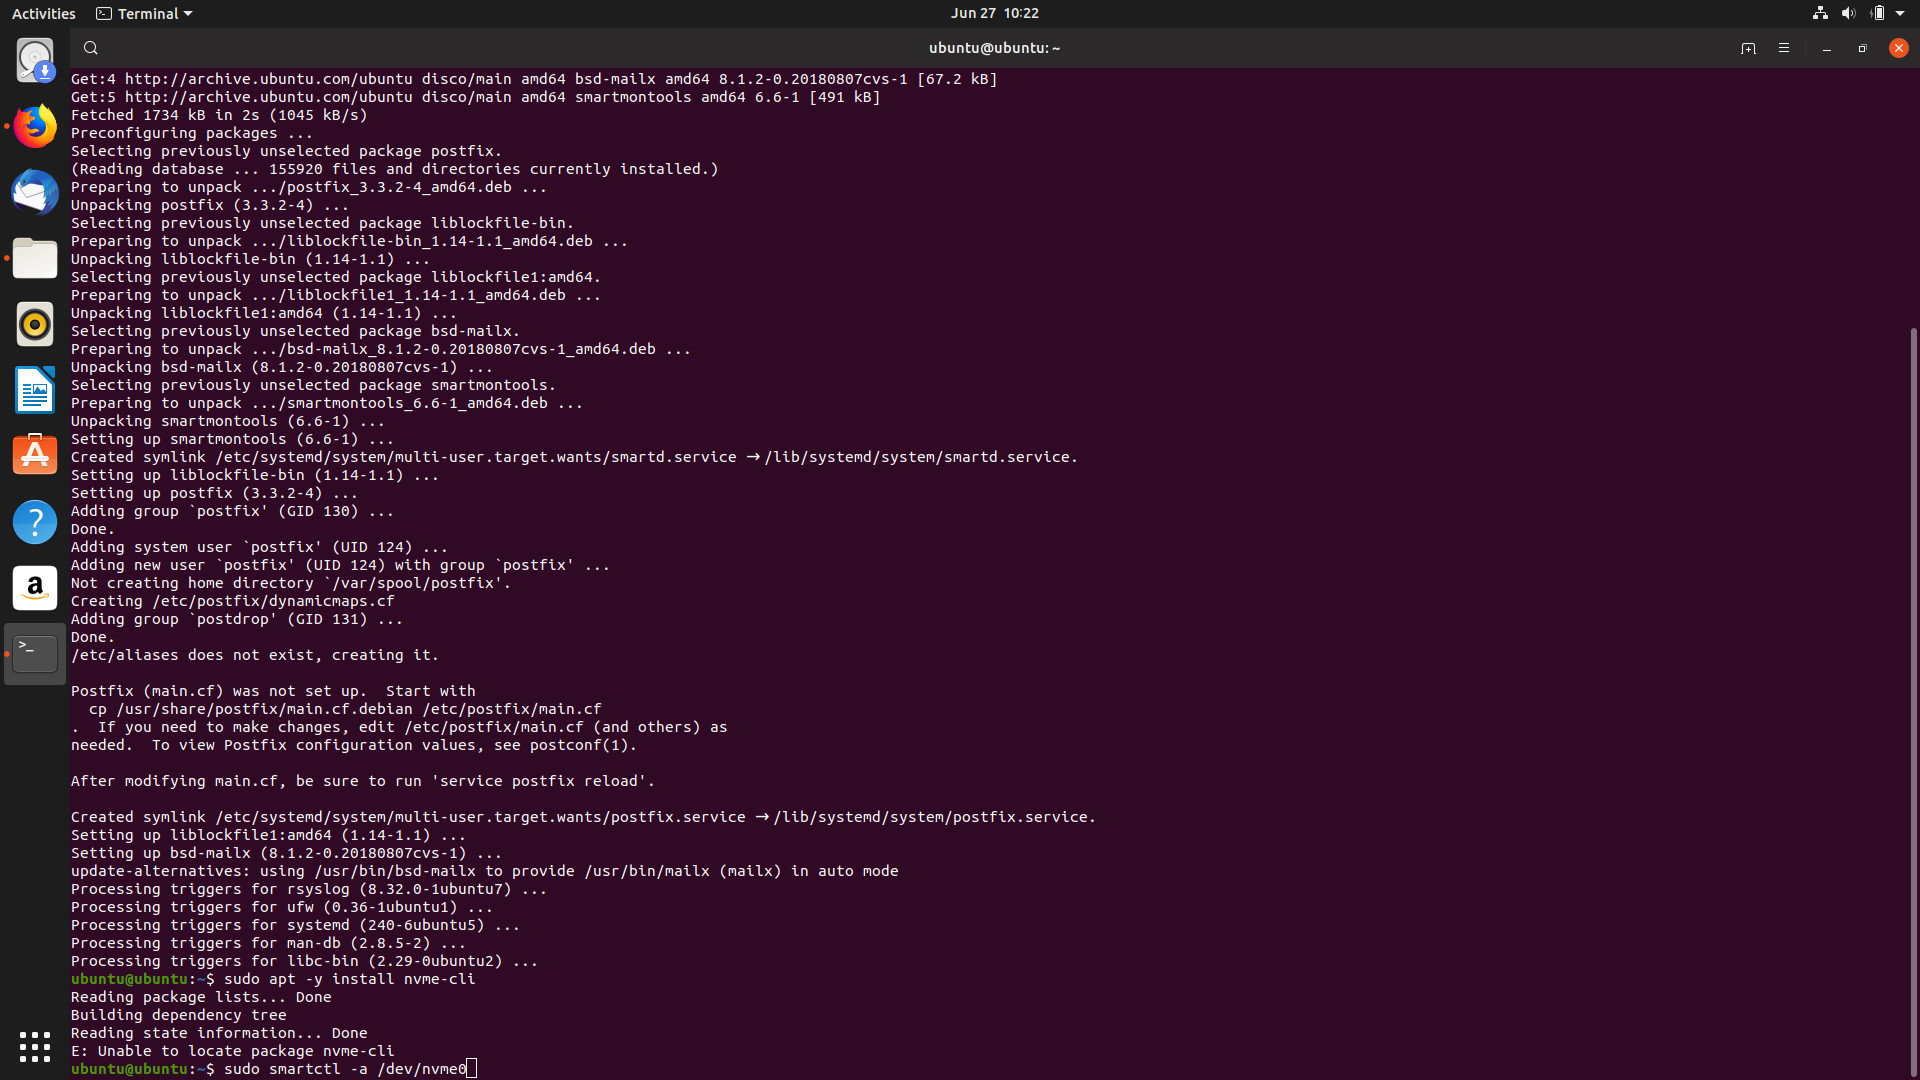 Activities
Terminal
Jun 27 10:22
ubuntu@ubuntu: ~
Get:4 http://archive.ubuntu.com/ubuntu disco/main amd64 bsd-mailx amd64 8.1.2-0.20180807cvs-1 [67.2 kB]
Get:5 http://archive.ubuntu.com/ubuntu disco/main amd64 smartmontools amd64 6.6-1 [491 kB]
Fetched 1734 kB in 2s (1045 kB/s)
Preconfiguring packages ...
Selecting previously unselected package postfix.
(Reading database ... 155920 files and directories currently installed.)
Preparing to unpack .../postfix_3.3.2-4_amd64.deb ...
Unpacking postfix (3.3.2-4) ...
Selecting previously unselected package liblockfile-bin.
Preparing to unpack .../liblockfile-bin_1.14-1.1_amd64.deb ...
Unpacking liblockfile-bin (1.14-1.1) ...
Selecting previously unselected package liblockfile1:amd64.
Preparing to unpack .../liblockfile1_1.14-1.1_amd64.deb ...
Unpacking liblockfile1:amd64 (1.14-1.1) ...
Selecting previously unselected package bsd-mailx.
Preparing to unpack .../bsd-mailx_8.1.2-0.20180807cvs-1_amd64.deb ...
Unpacking bsd-mailx (8.1.2-0.20180807cvs-1) ...
Selecting previously unselected package smartmontools.
Preparing to unpack .../smartmontools_6.6-1_amd64.deb ...
Unpacking smartmontools (6.6-1) ...
Setting up smartmontools (6.6-1) ...
Created symlink /etc/systemd/system/multi-user.target.wants/smartd.service → /lib/systemd/system/smartd.service.
Setting up liblockfile-bin (1.14-1.1) ...
Setting up postfix (3.3.2-4) ...
Adding group `postfix' (GID 130) ...
Done.
Adding system user `postfix' (UID 124) ...
Adding new user `postfix' (UID 124) with group `postfix' ...
Not creating home directory `/var/spool/postfix'.
Creating /etc/postfix/dynamicmaps.cf
Adding group `postdrop' (GID 131) ...
Done.
/etc/aliases does not exist, creating it.
Postfix (main.cf) was not set up.  Start with
  cp /usr/share/postfix/main.cf.debian /etc/postfix/main.cf
.  If you need to make changes, edit /etc/postfix/main.cf (and others) as
needed.  To view Postfix configuration values, see postconf(1).
After modifying main.cf, be sure to run 'service postfix reload'.
Created symlink /etc/systemd/system/multi-user.target.wants/postfix.service → /lib/systemd/system/postfix.service.
Setting up liblockfile1:amd64 (1.14-1.1) ...
Setting up bsd-mailx (8.1.2-0.20180807cvs-1) ...
update-alternatives: using /usr/bin/bsd-mailx to provide /usr/bin/mailx (mailx) in auto mode
Processing triggers for rsyslog (8.32.0-1ubuntu7) ...
Processing triggers for ufw (0.36-1ubuntu1) ...
Processing triggers for systemd (240-6ubuntu5) ...
Processing triggers for man-db (2.8.5-2) ...
Processing triggers for libc-bin (2.29-0ubuntu2) ...
ubuntu@ubuntu:~$ sudo apt -y install nvme-cli
Reading package lists... Done
Building dependency tree
Reading state information... Done
E: Unable to locate package nvme-cli
ubuntu@ubuntu:~$ sudo smartctl -a /dev/nvme0